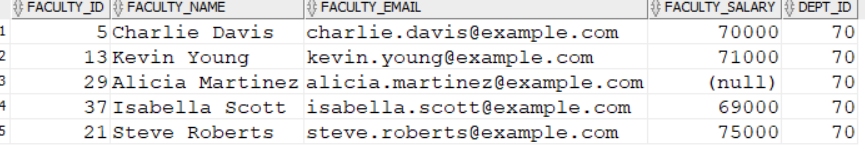 FACULTY_ID FACULTY_NAME FACULTY_EMAIL FACULTY_SALARY DEPT_ID
1 5 Charlie Davis charlie.davis@example.com 70000 70
2 13 Kevin Young kevin.young@example.com 71000 70
3 29 Alicia Martinez alicia.martinez@example.com (null) 70
4 37 Isabella Scott isabella.scott@example.com 69000 70
5 21 Steve Roberts steve.roberts@example.com 75000 70